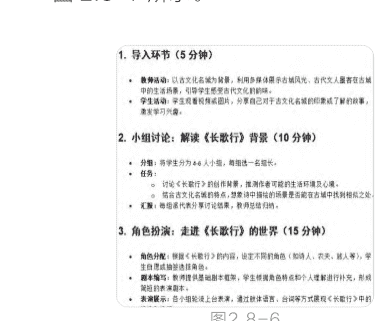 1. 导入环节（5 分钟）
• 教师活动：以古文化名城为背景，利用多媒体展示古城风光、古代文人墨客在古城
中的生活场景，引导学生感受古代文化的韵味。
• 学生活动：学生观看视频或图片，分享自己对于古文化名城的印象或了解的故事，
激发学习兴趣。
2. 小组讨论：解读《长歌行》背景（10 分钟）
• 分组：将学生分为 4-6 人小组，每组选一名组长。
• 任务：
○ 讨论《长歌行》的创作背景，推测作者可能的生活环境及心境。
○ 结合古文化名城的特点，想象诗中描绘的场景是否能在古城中找到相似之处。
• 汇报：每组派代表分享讨论结果，教师总结归纳。
3. 角色扮演：走进《长歌行》的世界（15 分钟）
• 角色分配：根据《长歌行》的内容，设定不同的角色（如诗人、农夫、旅人等），学
生自愿或抽签选择角色。
• 剧本编写：教师提供基础剧本框架，学生根据角色特点和个人理解进行补充，形成
简短的表演剧本。
• 表演展示：各小组轮流上台表演，通过肢体语言、台词等方式展现《长歌行》中的
图2.8-6